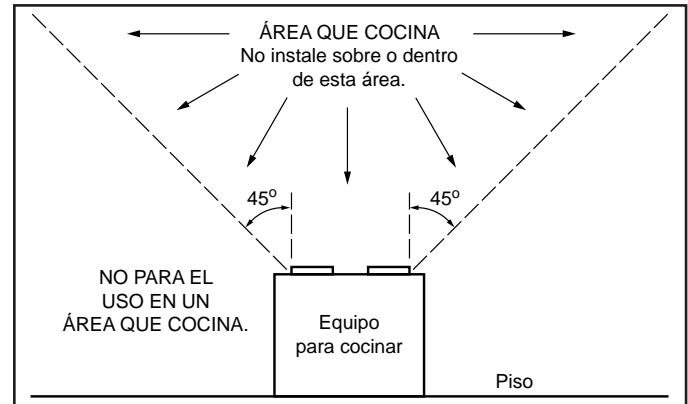 ÁREA QUE COCINA
No instale sobre o dentro
de esta área.
45º
45º
NO PARA EL
USO EN UN
ÁREA QUE COCINA.
Equipo
para cocinar
Piso